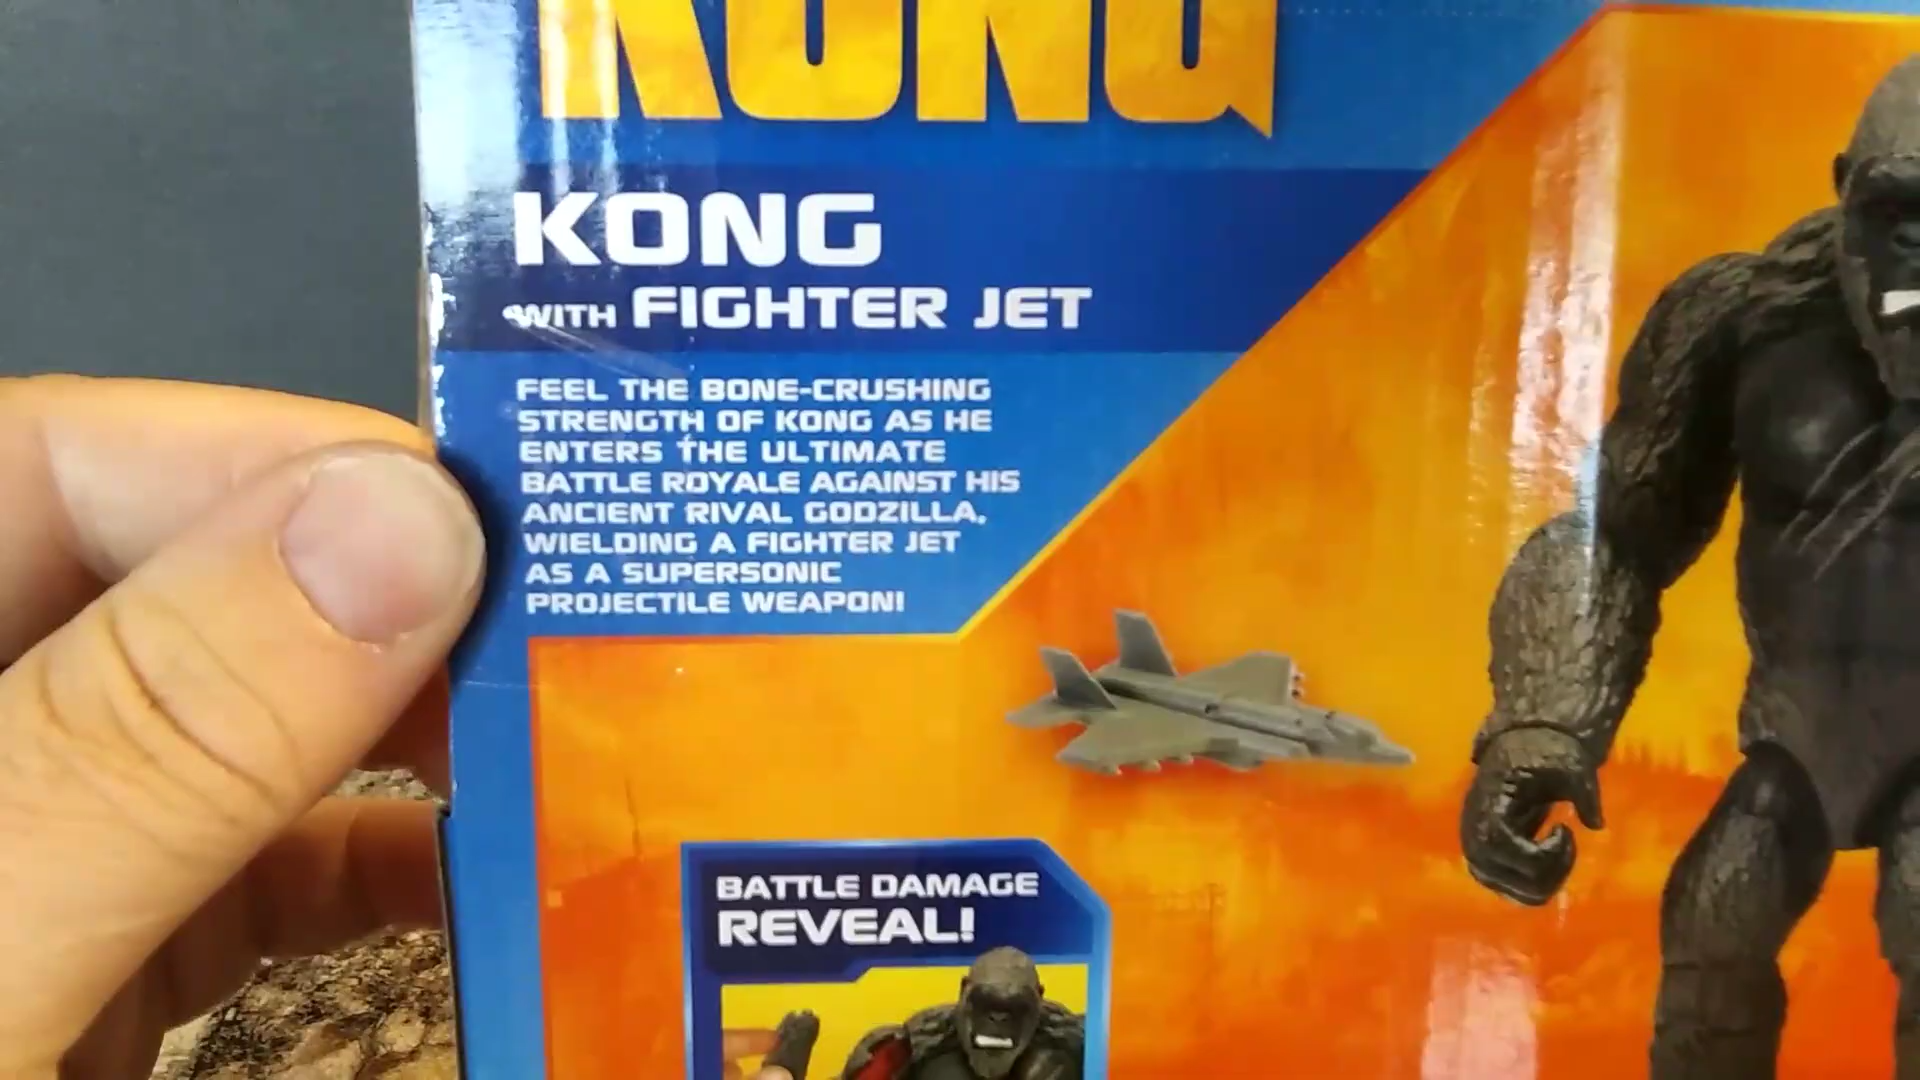 KONG
KONG
WITH FIGHTER JET
FEEL THE BONE-CRUSHING
STRENGTH OF KONG AS HE
ENTERS THE ULTIMATE
BATTLE ROYALE AGAINST HIS
ANCIENT RIVAL GODZILLA,
WIELDING A FIGHTER JET
AS A SUPERSONIC
PROJECTILE WEAPON!
BATTLE DAMAGE
REVEAL!